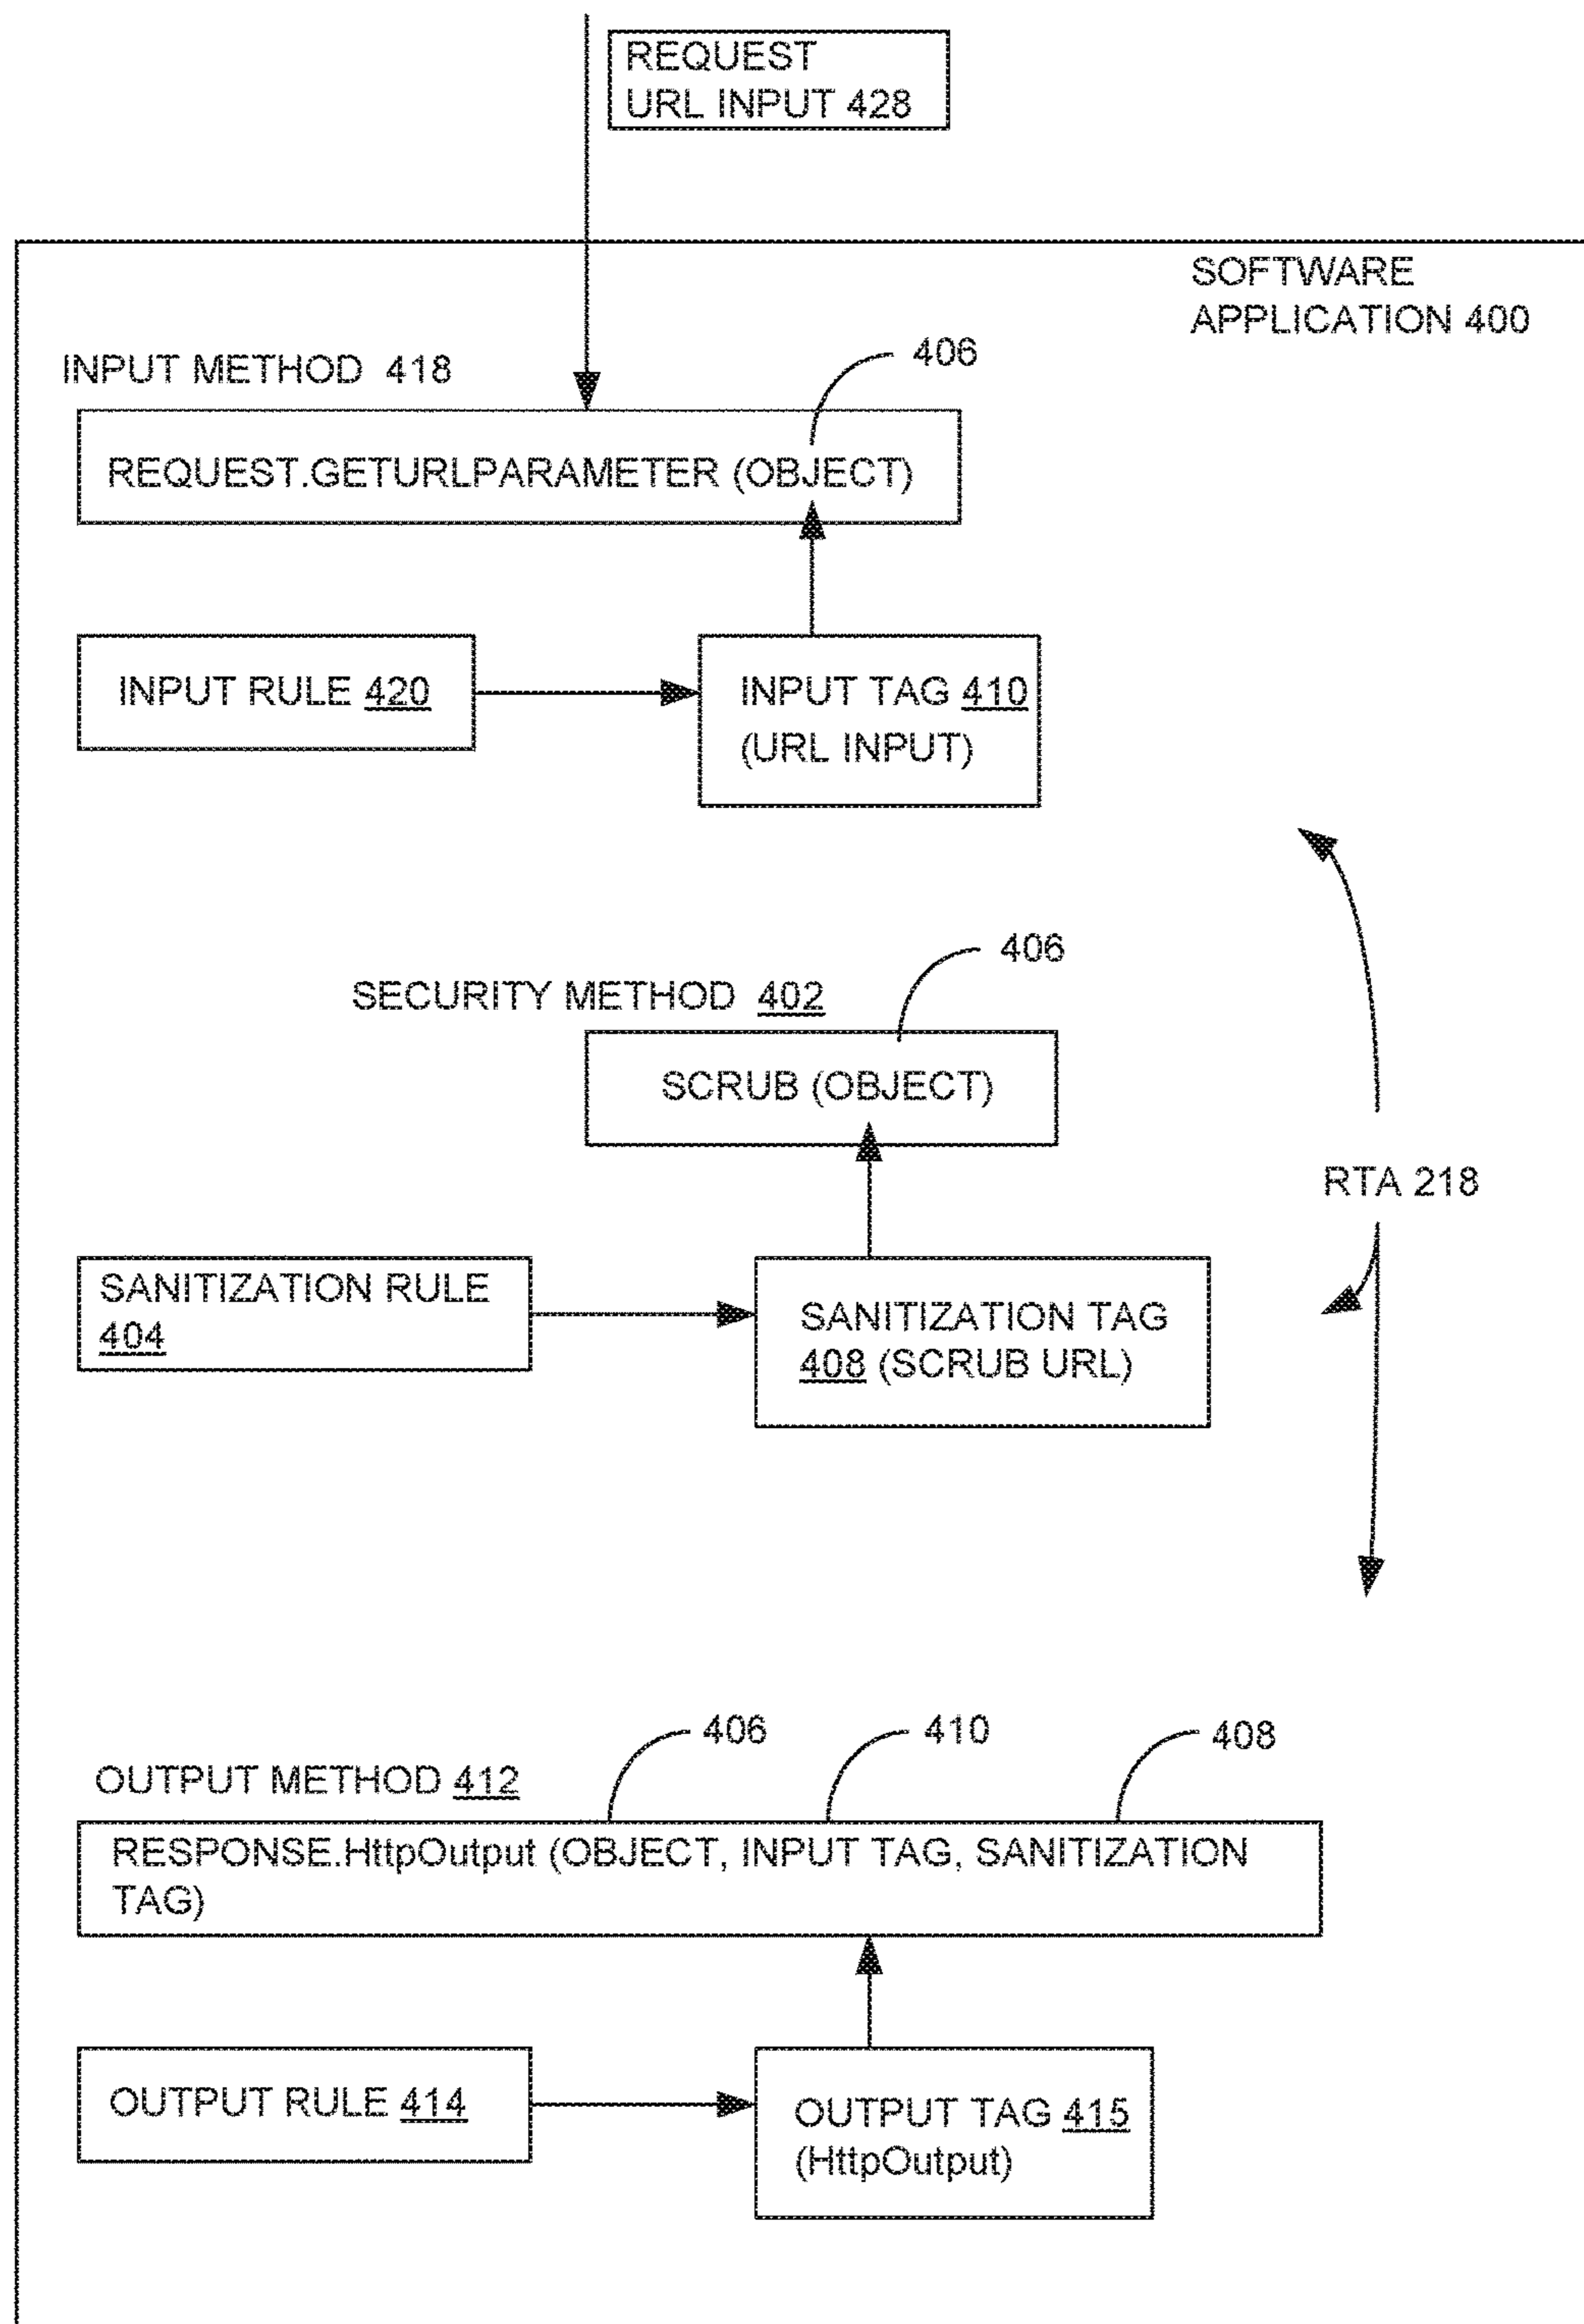 REQUEST
URL INPUT 428
SOFTWARE
APPLICATION 400
INPUT METHOD 418
406
REQUEST.GETURLPARAMETER (OBJECT)
INPUT RULE 420
INPUT TAG 410
(URL INPUT)
406
SECURITY METHOD 402
SCRUB (OBJECT)
RTA 218
SANITIZATION RULE
404
SANITIZATION TAG
408 (SCRUB URL)
406
410
408
OUTPUT METHOD 412
RESPONSE.HttpOutput (OBJECT, INPUT TAG, SANITIZATION
TAG)
OUTPUT RULE 414
OUTPUT TAG 415
(HttpOutput)